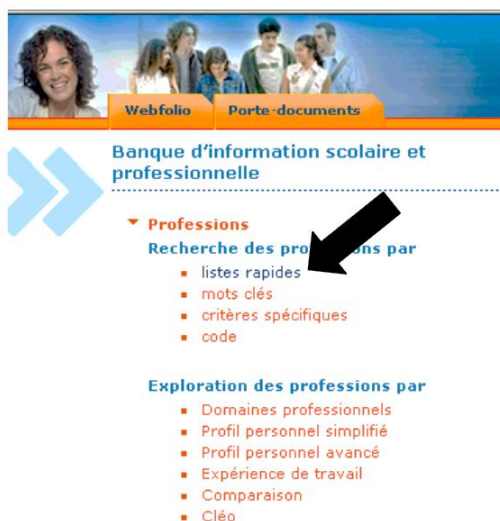 Webfolio Porte-documents
Banque d'information scolaire et
professionnelle
Professions
Recherche des par
listes rapides
mots clés
critères spécifiques
code
Exploration des professions par
Domaines professionnels
Profil personnel simplifié
Profil personnel avancé
Expérience de travail
Comparaison
Cléo